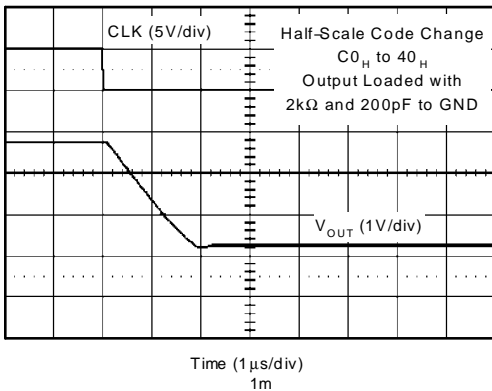 CLK (5V/div)
Half-Scale Code Change
C0H to 40H
Output Loaded with
2kΩ and 200pF to GND
VOUT (1V/div)
Time (1μs/div)
1m